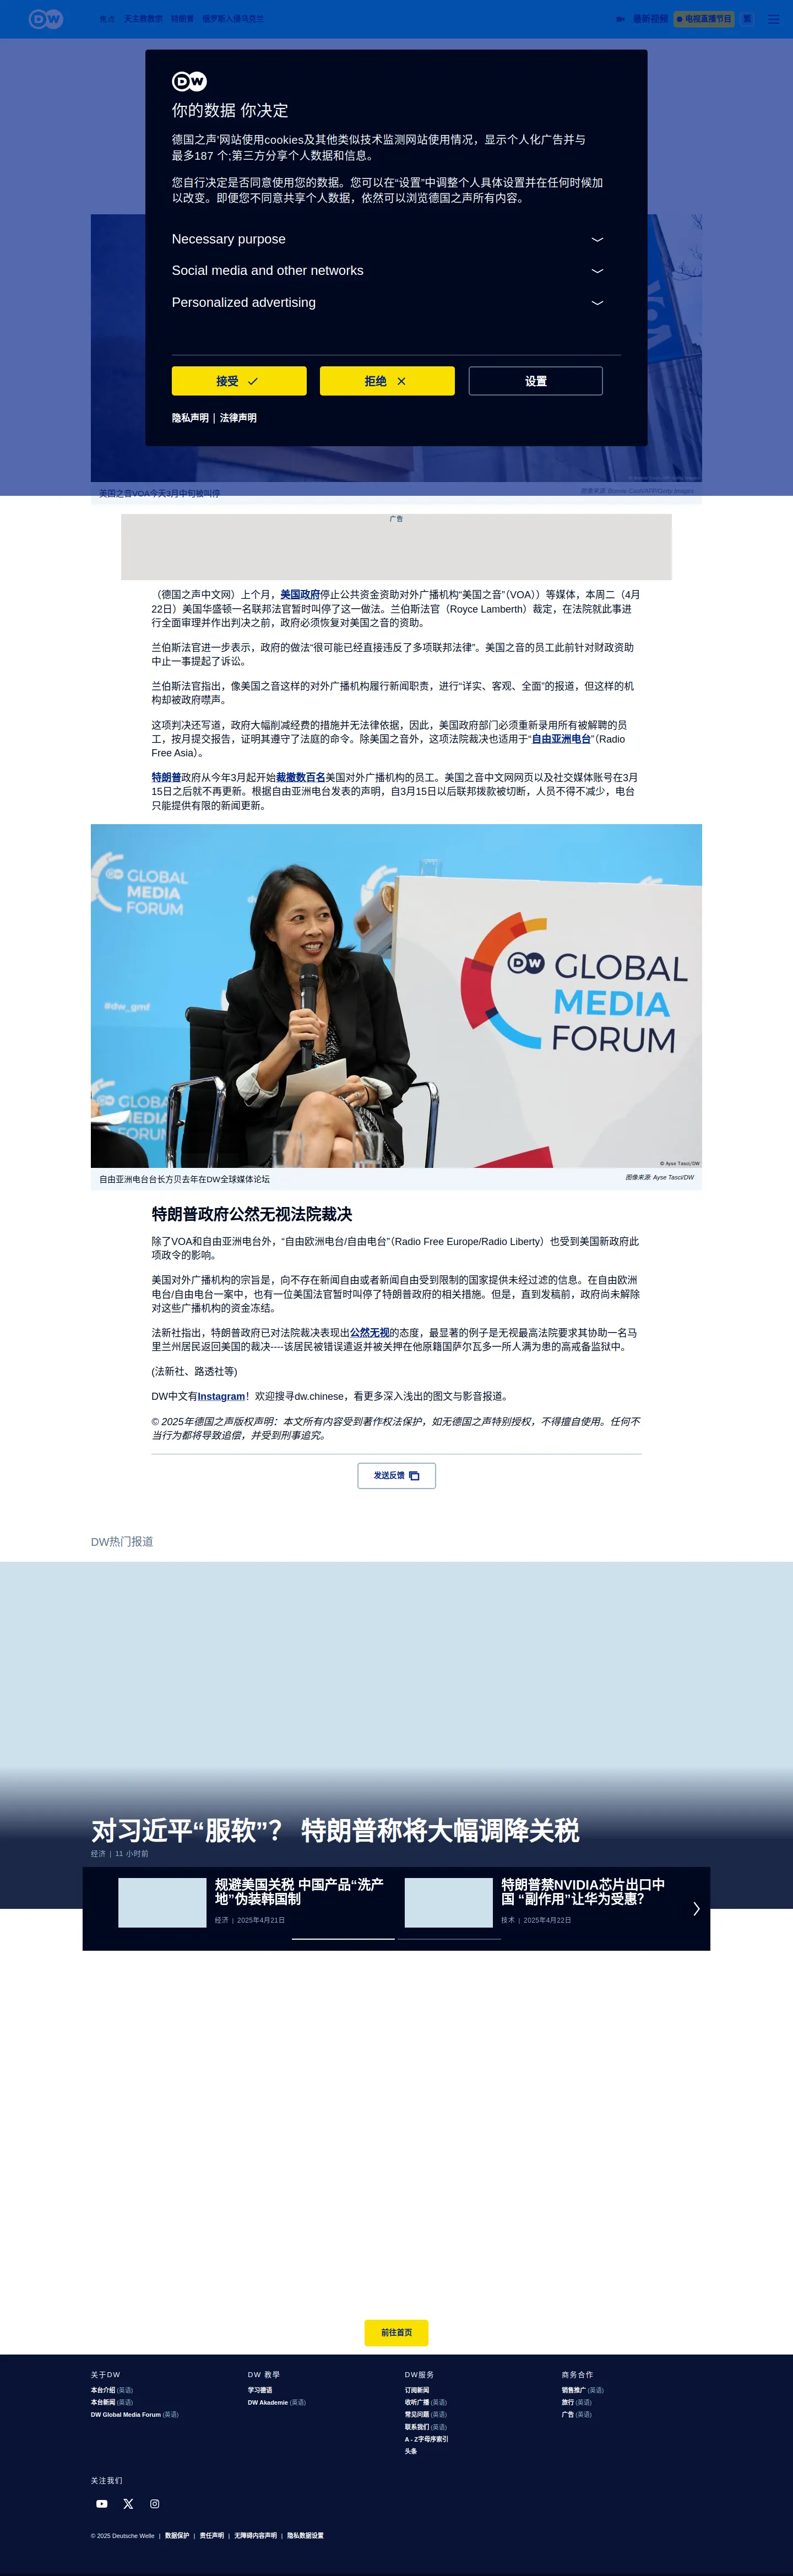 DW
焦点 天主教教宗 特朗普 俄罗斯入侵乌克兰
最新视频 电视直播节目 繁
DW
你的数据 你决定
德国之声'网站使用cookies及其他类似技术监测网站使用情况，显示个人化广告并与
最多187 个;第三方分享个人数据和信息。
您自行决定是否同意使用您的数据。您可以在“设置”中调整个人具体设置并在任何时候加
以改变。即便您不同意共享个人数据，依然可以浏览德国之声所有内容。
Necessary purpose
Social media and other networks
Personalized advertising
接受 拒绝 设置
隐私声明 | 法律声明
VOA
美国之音VOA今天3月中旬被叫停
图像来源: Bonnie Cash/AFP/Getty Images
广告
（德国之声中文网）上个月，美国政府停止公共资金资助对外广播机构“美国之音”（VOA)）等媒体，本周二（4月
22日）美国华盛顿一名联邦法官暂时叫停了这一做法。兰伯斯法官（Royce Lamberth）裁定，在法院就此事进
行全面审理并作出判决之前，政府必须恢复对美国之音的资助。
兰伯斯法官进一步表示，政府的做法“很可能已经直接违反了多项联邦法律”。美国之音的员工此前针对财政资助
中止一事提起了诉讼。
兰伯斯法官指出，像美国之音这样的对外广播机构履行新闻职责，进行“详实、客观、全面”的报道，但这样的机
构却被政府噤声。
这项判决还写道，政府大幅削减经费的措施并无法律依据，因此，美国政府部门必须重新录用所有被解聘的员
工，按月提交报告，证明其遵守了法庭的命令。除美国之音外，这项法院裁决也适用于“自由亚洲电台”（Radio
Free Asia）。
特朗普政府从今年3月起开始裁撤数百名美国对外广播机构的员工。美国之音中文网网页以及社交媒体账号在3月
15日之后就不再更新。根据自由亚洲电台发表的声明，自3月15日以后联邦拨款被切断，人员不得不减少，电台
只能提供有限的新闻更新。
DW GLOBAL
MEDIA
FORUM
#dw_gmf
DW GLOBAL
MEDIA
FORUM
DW GLOBAL
MEDIA
FORUM
© Ayse Tasci/DW
自由亚洲电台台长方贝去年在DW全球媒体论坛
图像来源: Ayse Tasci/DW
特朗普政府公然无视法院裁决
除了VOA和自由亚洲电台外，“自由欧洲电台/自由电台”（Radio Free Europe/Radio Liberty）也受到美国新政府此
项政令的影响。
美国对外广播机构的宗旨是，向不存在新闻自由或者新闻自由受到限制的国家提供未经过滤的信息。在自由欧洲
电台/自由电台一案中，也有一位美国法官暂时叫停了特朗普政府的相关措施。但是，直到发稿前，政府尚未解除
对这些广播机构的资金冻结。
法新社指出，特朗普政府已对法院裁决表现出公然无视的态度，最显著的例子是无视最高法院要求其协助一名马
里兰州居民返回美国的裁决----该居民被错误遣返并被关押在他原籍国萨尔瓦多一所人满为患的高戒备监狱中。
(法新社、路透社等)
DW中文有Instagram！欢迎搜寻dw.chinese，看更多深入浅出的图文与影音报道。
© 2025年德国之声版权声明：本文所有内容受到著作权法保护，如无德国之声特别授权，不得擅自使用。任何不
当行为都将导致追偿，并受到刑事追究。
发送反馈
DW热门报道
对习近平“服软”？ 特朗普称将大幅调降关税
经济 | 11 小时前
规避美国关税 中国产品“洗产
地”伪装韩国制
经济 | 2025年4月21日
特朗普禁NVIDIA芯片出口中
国 “副作用”让华为受惠？
技术 | 2025年4月22日
前往首页
关于DW
本台介绍 (英语)
本台新闻 (英语)
DW Global Media Forum (英语)
DW 教學
学习德语
DW Akademie (英语)
DW服务
订阅新闻
收听广播 (英语)
常见问题 (英语)
联系我们 (英语)
A - Z字母序索引
头条
商务合作
销售推广 (英语)
旅行 (英语)
广告 (英语)
关注我们
© 2025 Deutsche Welle | 数据保护 | 责任声明 | 无障碍内容声明 | 隐私数据设置